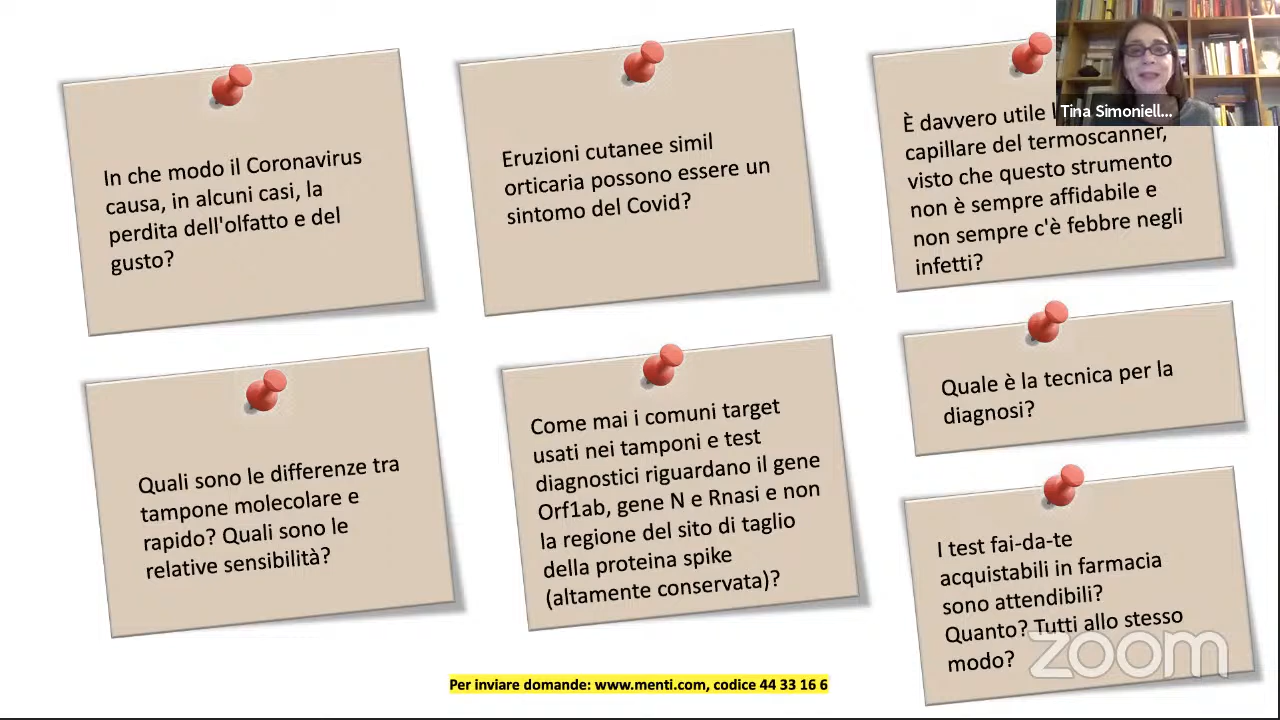 In che modo il Coronavirus
causa, in alcuni casi, la
perdita dell'olfatto e del
gusto?
Eruzioni cutanee simil
orticaria possono essere un
sintomo del Covid?
È davvero utile
capillare del termoscanner,
visto che questo strumento
non è sempre affidabile e
non sempre c'è febbre negli
infetti?
Tina Simoniell...
Quali sono le differenze tra
tampone molecolare e
rapido? Quali sono le
relative sensibilità?
Come mai i comuni target
usati nei tamponi e test
diagnostici riguardano il gene
Orf1ab, gene N e Rnasi e non
la regione del sito di taglio
della proteina spike
(altamente conservata)?
Quale è la tecnica per la
diagnosi?
I test fai-da-te
acquistabili in farmacia
sono attendibili?
Quanto? Tutti allo stesso
modo?
zoom
Per inviare domande: www.menti.com, codice 44 33 16 6